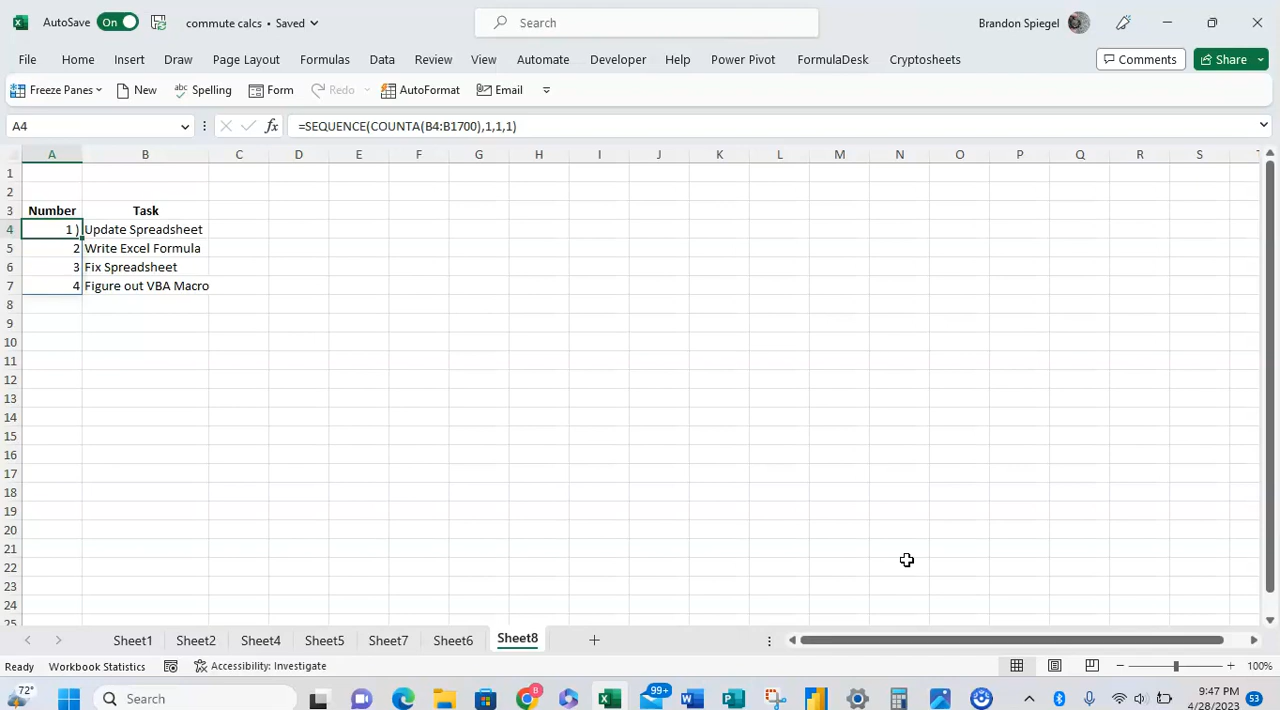 AutoSave On commute calcs • Saved Search Brandon Spiegel
File Home Insert Draw Page Layout Formulas Data Review View Automate Developer Help Power Pivot FormulaDesk Cryptosheets Comments Share
Freeze Panes New abc Spelling Form Redo AutoFormat Email
A4 fx =SEQUENCE(COUNTA(B4:B1700),1,1,1)
A B C D E F G H I J K L M N O P Q R S
1
2
3 Number Task
4 1 ) Update Spreadsheet
5 2 Write Excel Formula
6 3 Fix Spreadsheet
7 4 Figure out VBA Macro
8
9
10
11
12
13
14
15
16
17
18
19
20
21
22
23
24
25
Sheet1 Sheet2 Sheet4 Sheet5 Sheet7 Sheet6 Sheet8
Ready Workbook Statistics Accessibility: Investigate 100%
72° Search B 99+ 9:47 PM 53
4/28/2023